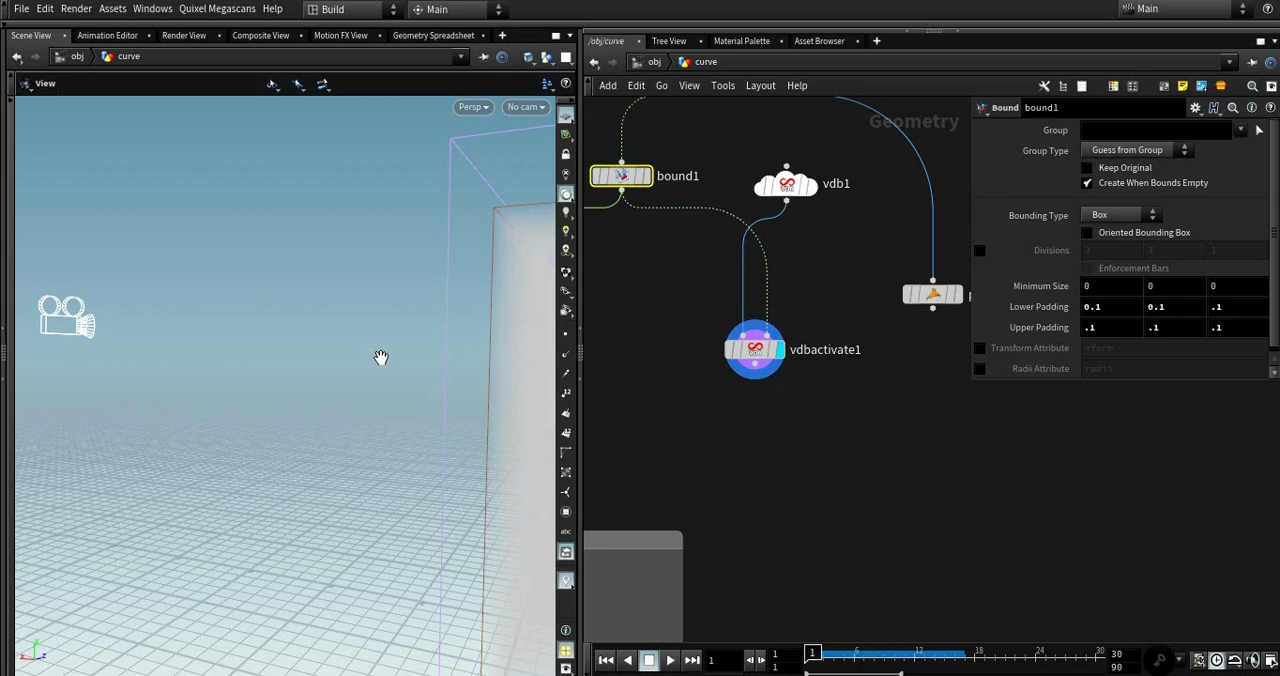 File Edit Render Assets Windows Quixel Megascans Help Build Main Main
Scene View Animation Editor Render View Composite View Motion FX View Geometry Spreadsheet
obj curve
View
Persp No cam
/obj/curve Tree View Material Palette Asset Browser
obj curve
Add Edit Go View Tools Layout Help
Geometry
bound1
vdb1
vdbactivate1
Bound bound1
Group
Group Type Guess from Group
Keep Original
Create When Bounds Empty
Bounding Type Box
Oriented Bounding Box
Divisions 3 3 3
Enforcement Bars
Minimum Size 0 0 0
Lower Padding 0.1 0.1 .1
Upper Padding .1 .1 .1
Transform Attribute xform
Radii Attribute radii
1 1 1 1 6 12 18 24 30 30
90